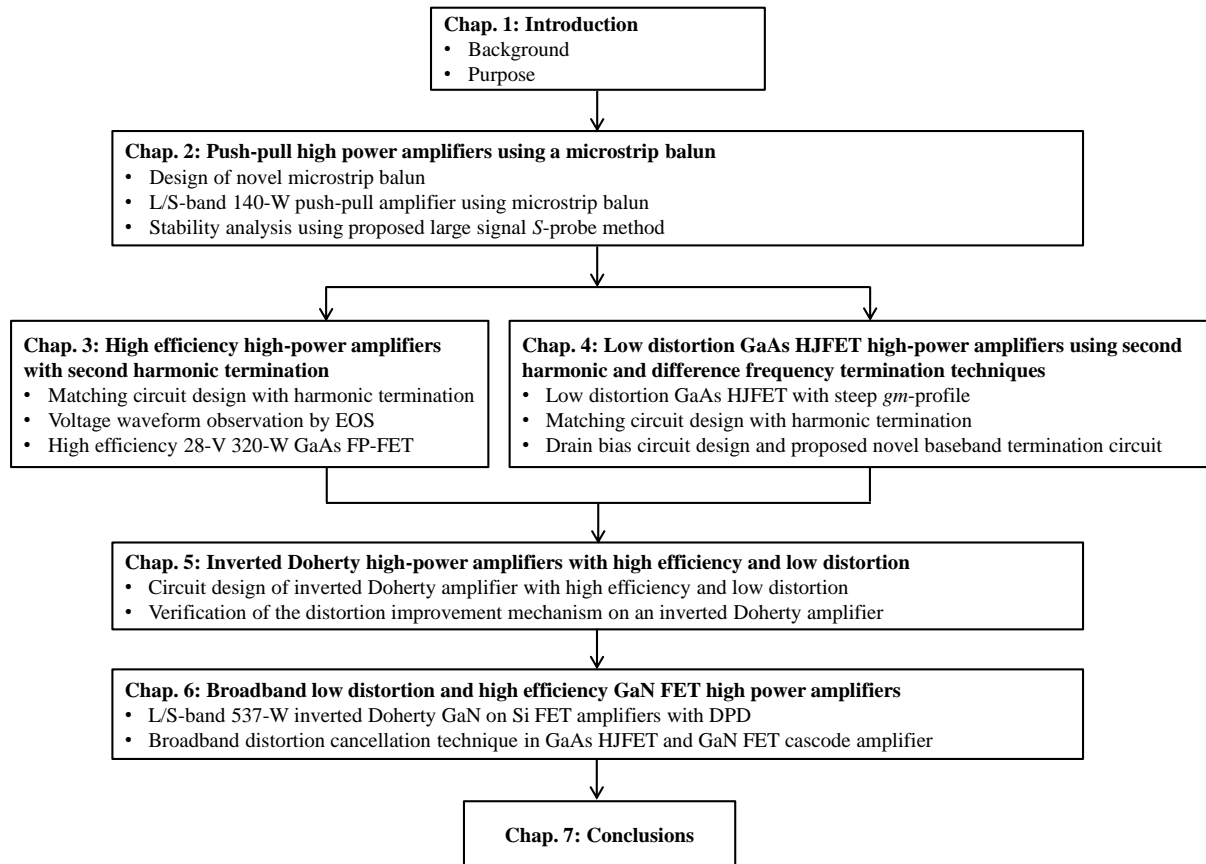 Chap. 1: Introduction
• Background
• Purpose
Chap. 2: Push-pull high power amplifiers using a microstrip balun
• Design of novel microstrip balun
• L/S-band 140-W push-pull amplifier using microstrip balun
• Stability analysis using proposed large signal S-probe method
Chap. 3: High efficiency high-power amplifiers
with second harmonic termination
• Matching circuit design with harmonic termination
• Voltage waveform observation by EOS
• High efficiency 28-V 320-W GaAs FP-FET
Chap. 4: Low distortion GaAs HJFET high-power amplifiers using second
harmonic and difference frequency termination techniques
• Low distortion GaAs HJFET with steep gm-profile
• Matching circuit design with harmonic termination
• Drain bias circuit design and proposed novel baseband termination circuit
Chap. 5: Inverted Doherty high-power amplifiers with high efficiency and low distortion
• Circuit design of inverted Doherty amplifier with high efficiency and low distortion
• Verification of the distortion improvement mechanism on an inverted Doherty amplifier
Chap. 6: Broadband low distortion and high efficiency GaN FET high power amplifiers
• L/S-band 537-W inverted Doherty GaN on Si FET amplifiers with DPD
• Broadband distortion cancellation technique in GaAs HJFET and GaN FET cascode amplifier
Chap. 7: Conclusions